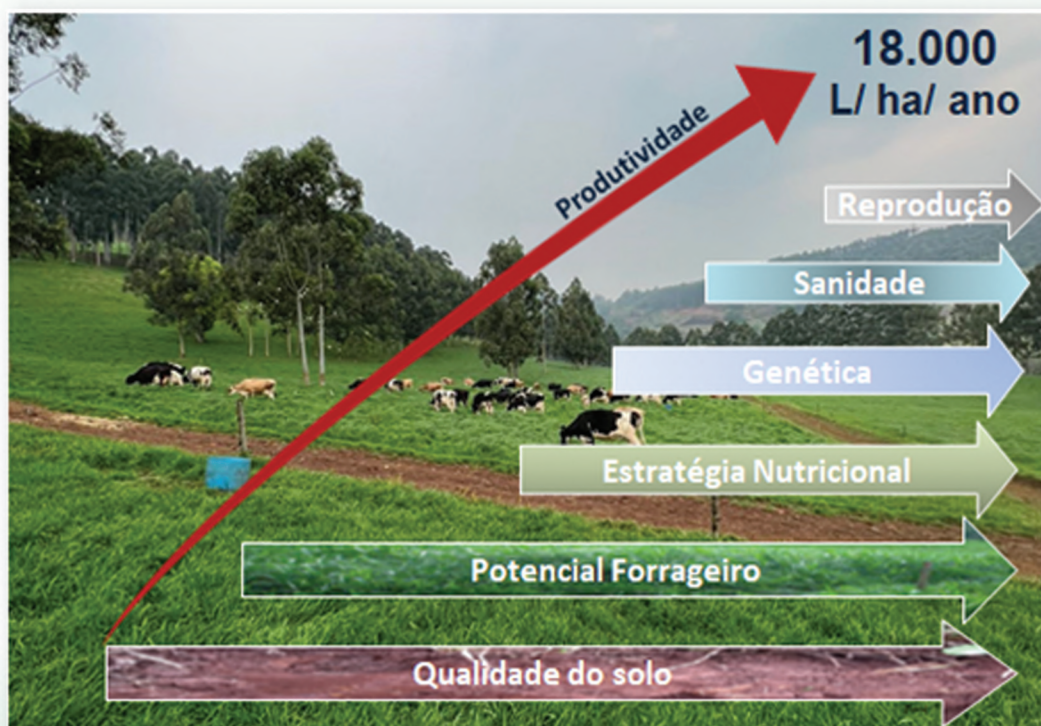 18.000
L/ ha/ ano
Produtividade
Reprodução
Sanidade
Genética
Estratégia Nutricional
Potencial Forrageiro
Qualidade do solo